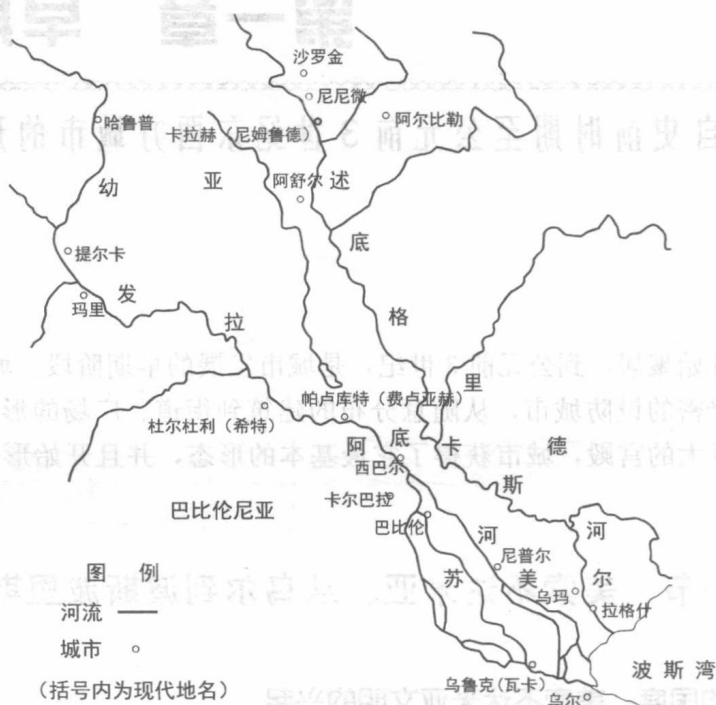 沙罗金
尼尼微
哈鲁普
卡拉赫(尼姆鲁德)
阿尔比勒
幼 亚 述
阿舒尔
底
提尔卡
玛里
发
拉
格
里
帕卢库特(费卢亚赫)
杜尔杜利(希特)
阿 底 卡 德
西巴尔
斯
卡尔巴拉
巴比伦尼亚
巴比伦
河 河
尼普尔
苏 美 尔
乌玛
拉格什
图 例
河流
城市
波斯湾
乌鲁克(瓦卡)
(括号内为现代地名)
乌尔